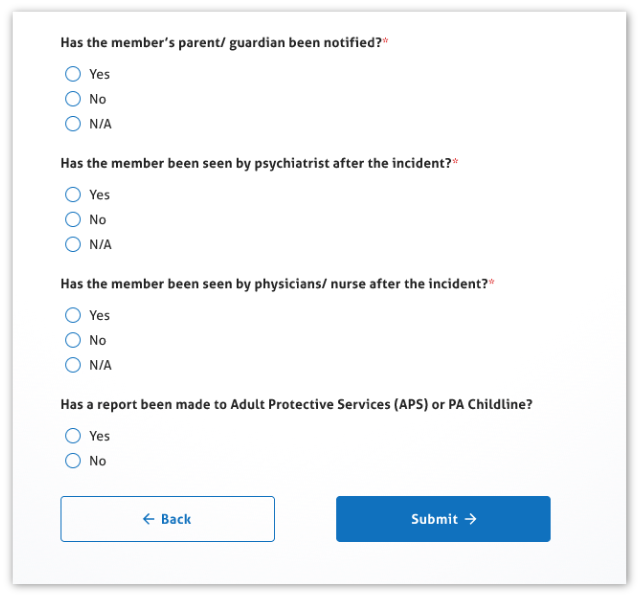 Has the member’s parent/ guardian been notified?*
Yes
No
N/A
Has the member been seen by psychiatrist after the incident?*
Yes
No
N/A
Has the member been seen by physicians/ nurse after the incident?*
Yes
No
N/A
Has a report been made to Adult Protective Services (APS) or PA Childline?
Yes
No
← Back
Submit →